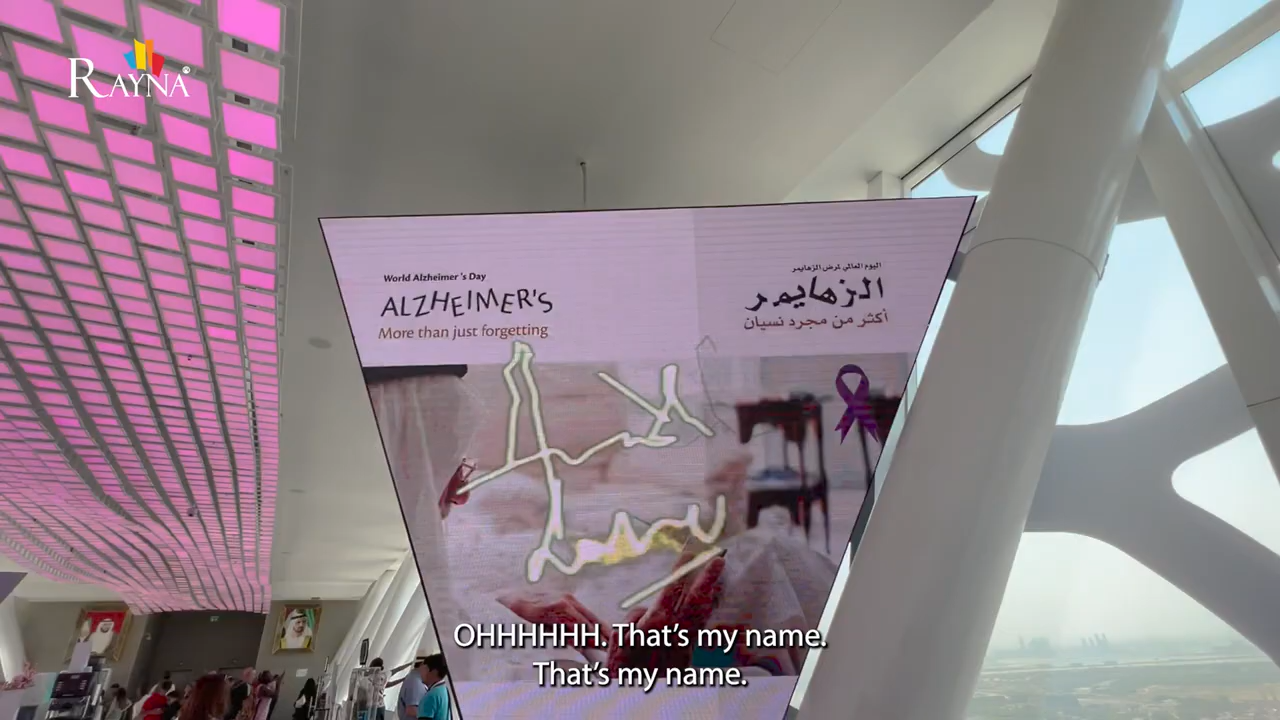 RAYNA
World Alzheimer's Day
ALZHEIMER'S
More than just forgetting
اليوم العالمي لمرض الزهايمر
الزهايمر
أكثر من مجرد نسيان
OHHHHHH. That's my name.
That's my name.